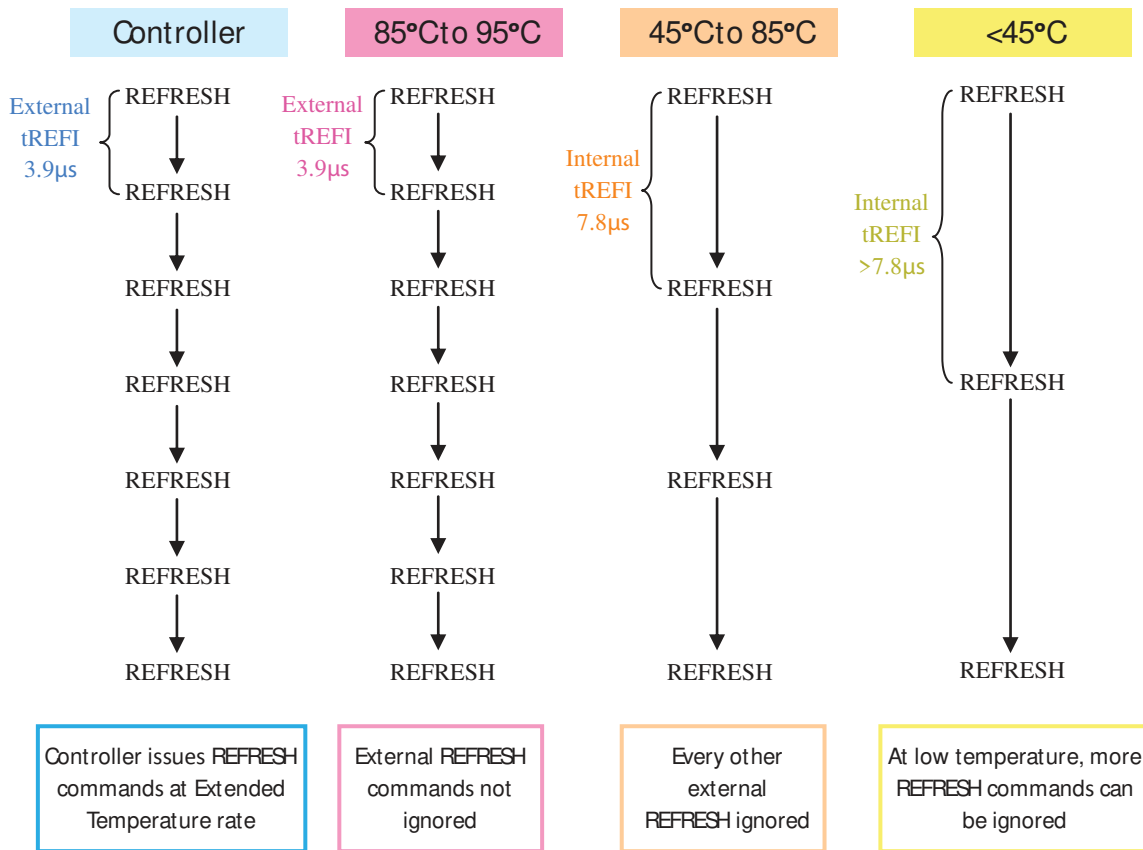 Controller
External
tREFI
3.9µs
REFRESH
REFRESH
REFRESH
REFRESH
REFRESH
REFRESH
REFRESH
Controller issues REFRESH
commands at Extended
Temperature rate
85°C to 95°C
External
tREFI
3.9µs
REFRESH
REFRESH
REFRESH
REFRESH
REFRESH
REFRESH
REFRESH
External REFRESH
commands not
ignored
45°C to 85°C
Internal
tREFI
7.8µs
REFRESH
REFRESH
REFRESH
REFRESH
Every other
external
REFRESH ignored
<45°C
Internal
tREFI
>7.8µs
REFRESH
REFRESH
REFRESH
At low temperature, more
REFRESH commands can
be ignored